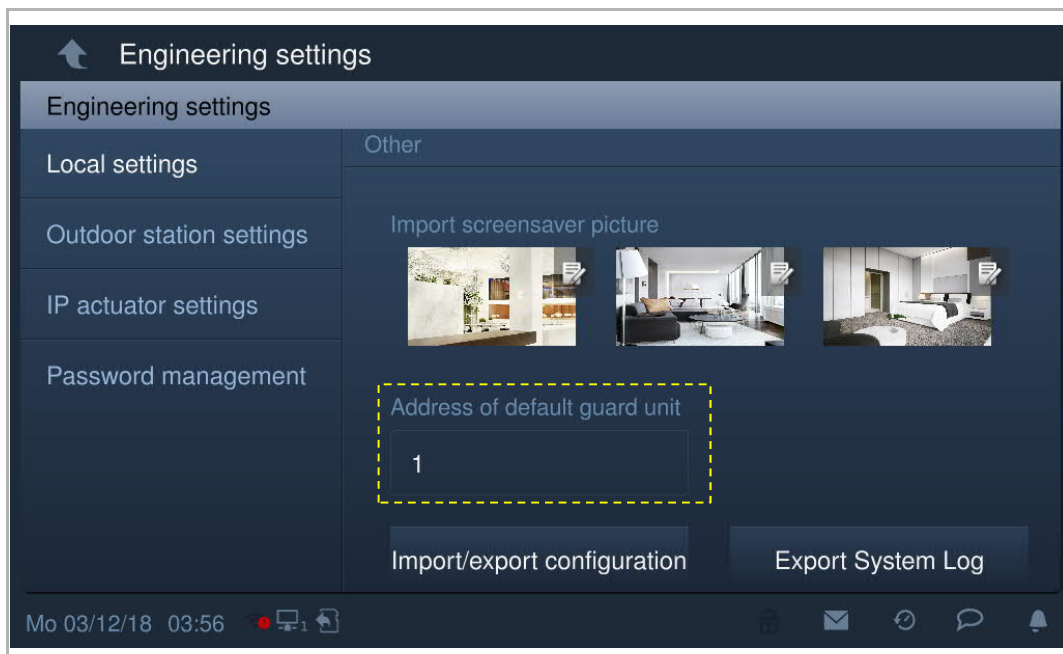 Engineering settings
Engineering settings
Local settings
Outdoor station settings
IP actuator settings
Password management
Other
Import screensaver picture
Address of default guard unit
1
Import/export configuration
Export System Log
Mo 03/12/18 03:56
1